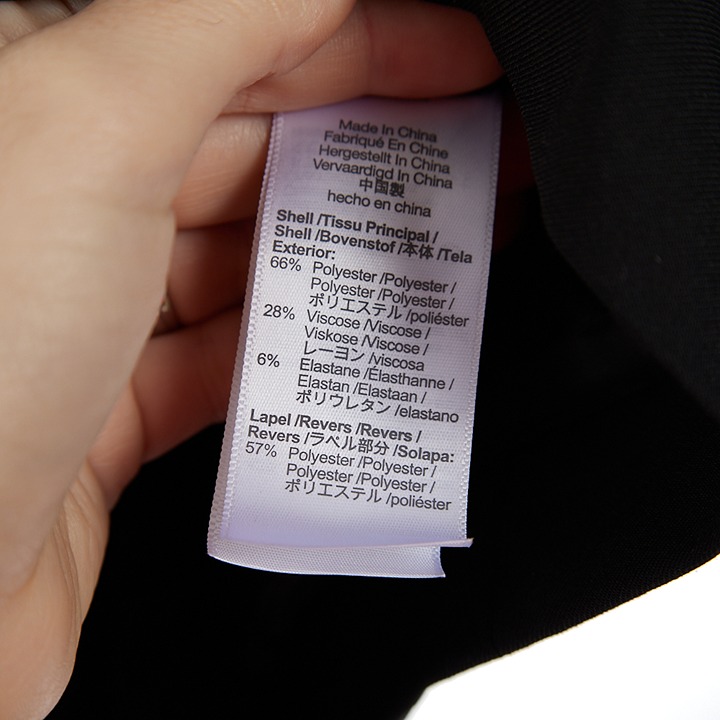 Made In China
Fabriqué En Chine
Hergestellt In China
Vervaardigd In China
中国製
hecho en china
Shell /Tissu Principal /
Shell /Bovenstof /本体 /Tela
Exterior:
66% Polyester /Polyester /
Polyester /Polyester /
ポリエステル /poliéster
28% Viscose /Viscose /
Viskose /Viscose /
レーヨン /viscosa
6% Elastane /Élasthanne /
Elastan /Elastaan /
ポリウレタン /elastano
Lapel /Revers /Revers /
Revers /ラペル部分 /Solapa:
57% Polyester /Polyester /
Polyester /Polyester /
ポリエステル /poliéster